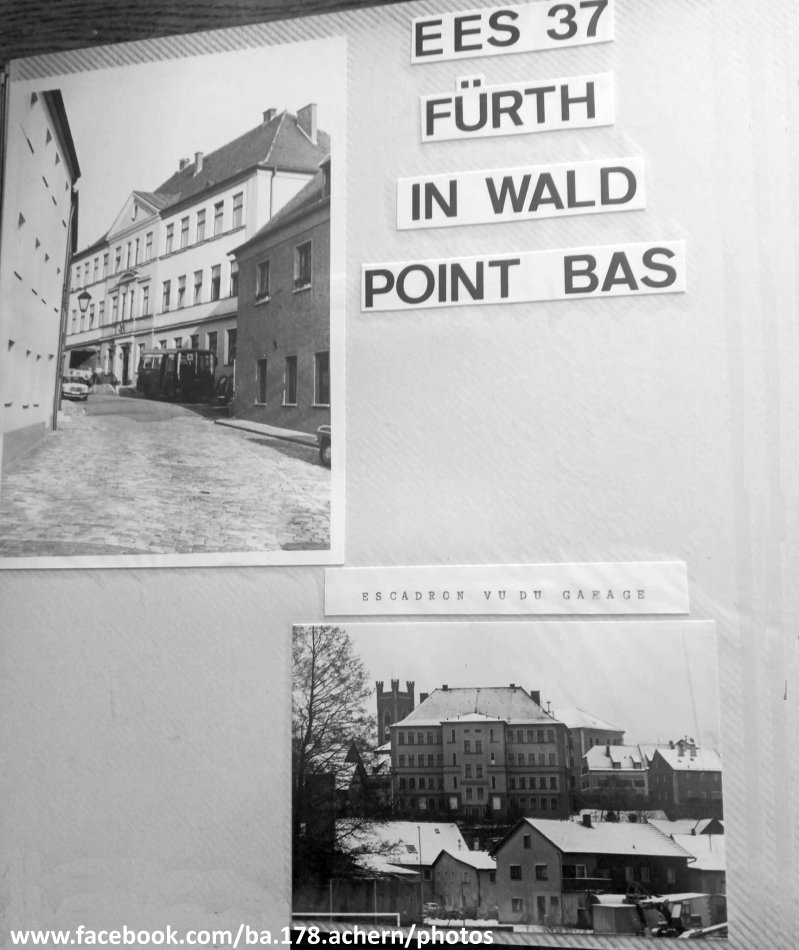 EES 37
FÜRTH
IN WALD
POINT BAS
ESCADRON VU DU GARAGE
www.facebook.com/ba.178.achern/photos